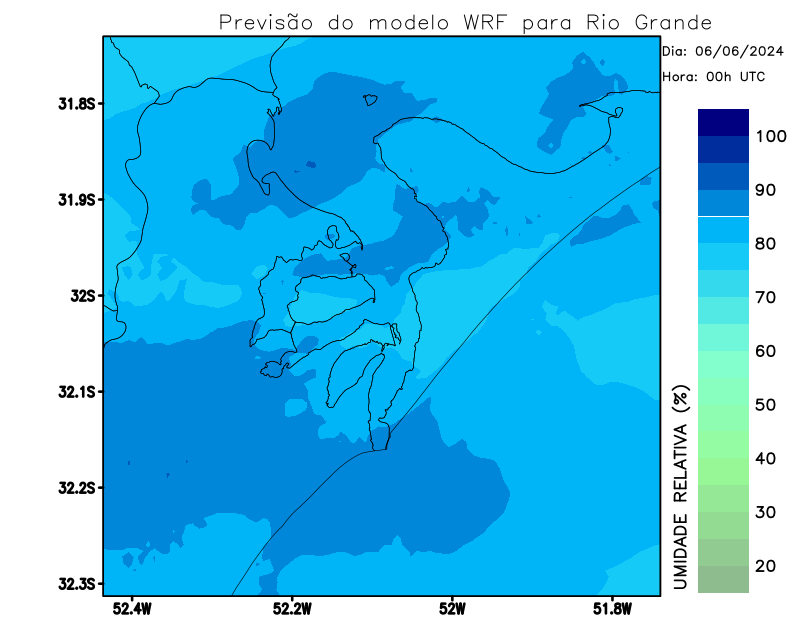 Previsão do modelo WRF para Rio Grande
Dia: 06/06/2024
Hora: 00h UTC
31.8S
31.9S
32S
32.1S
32.2S
32.3S
52.4W
52.2W
52W
51.8W
100
90
80
70
60
50
40
30
20
UMIDADE RELATIVA (%)